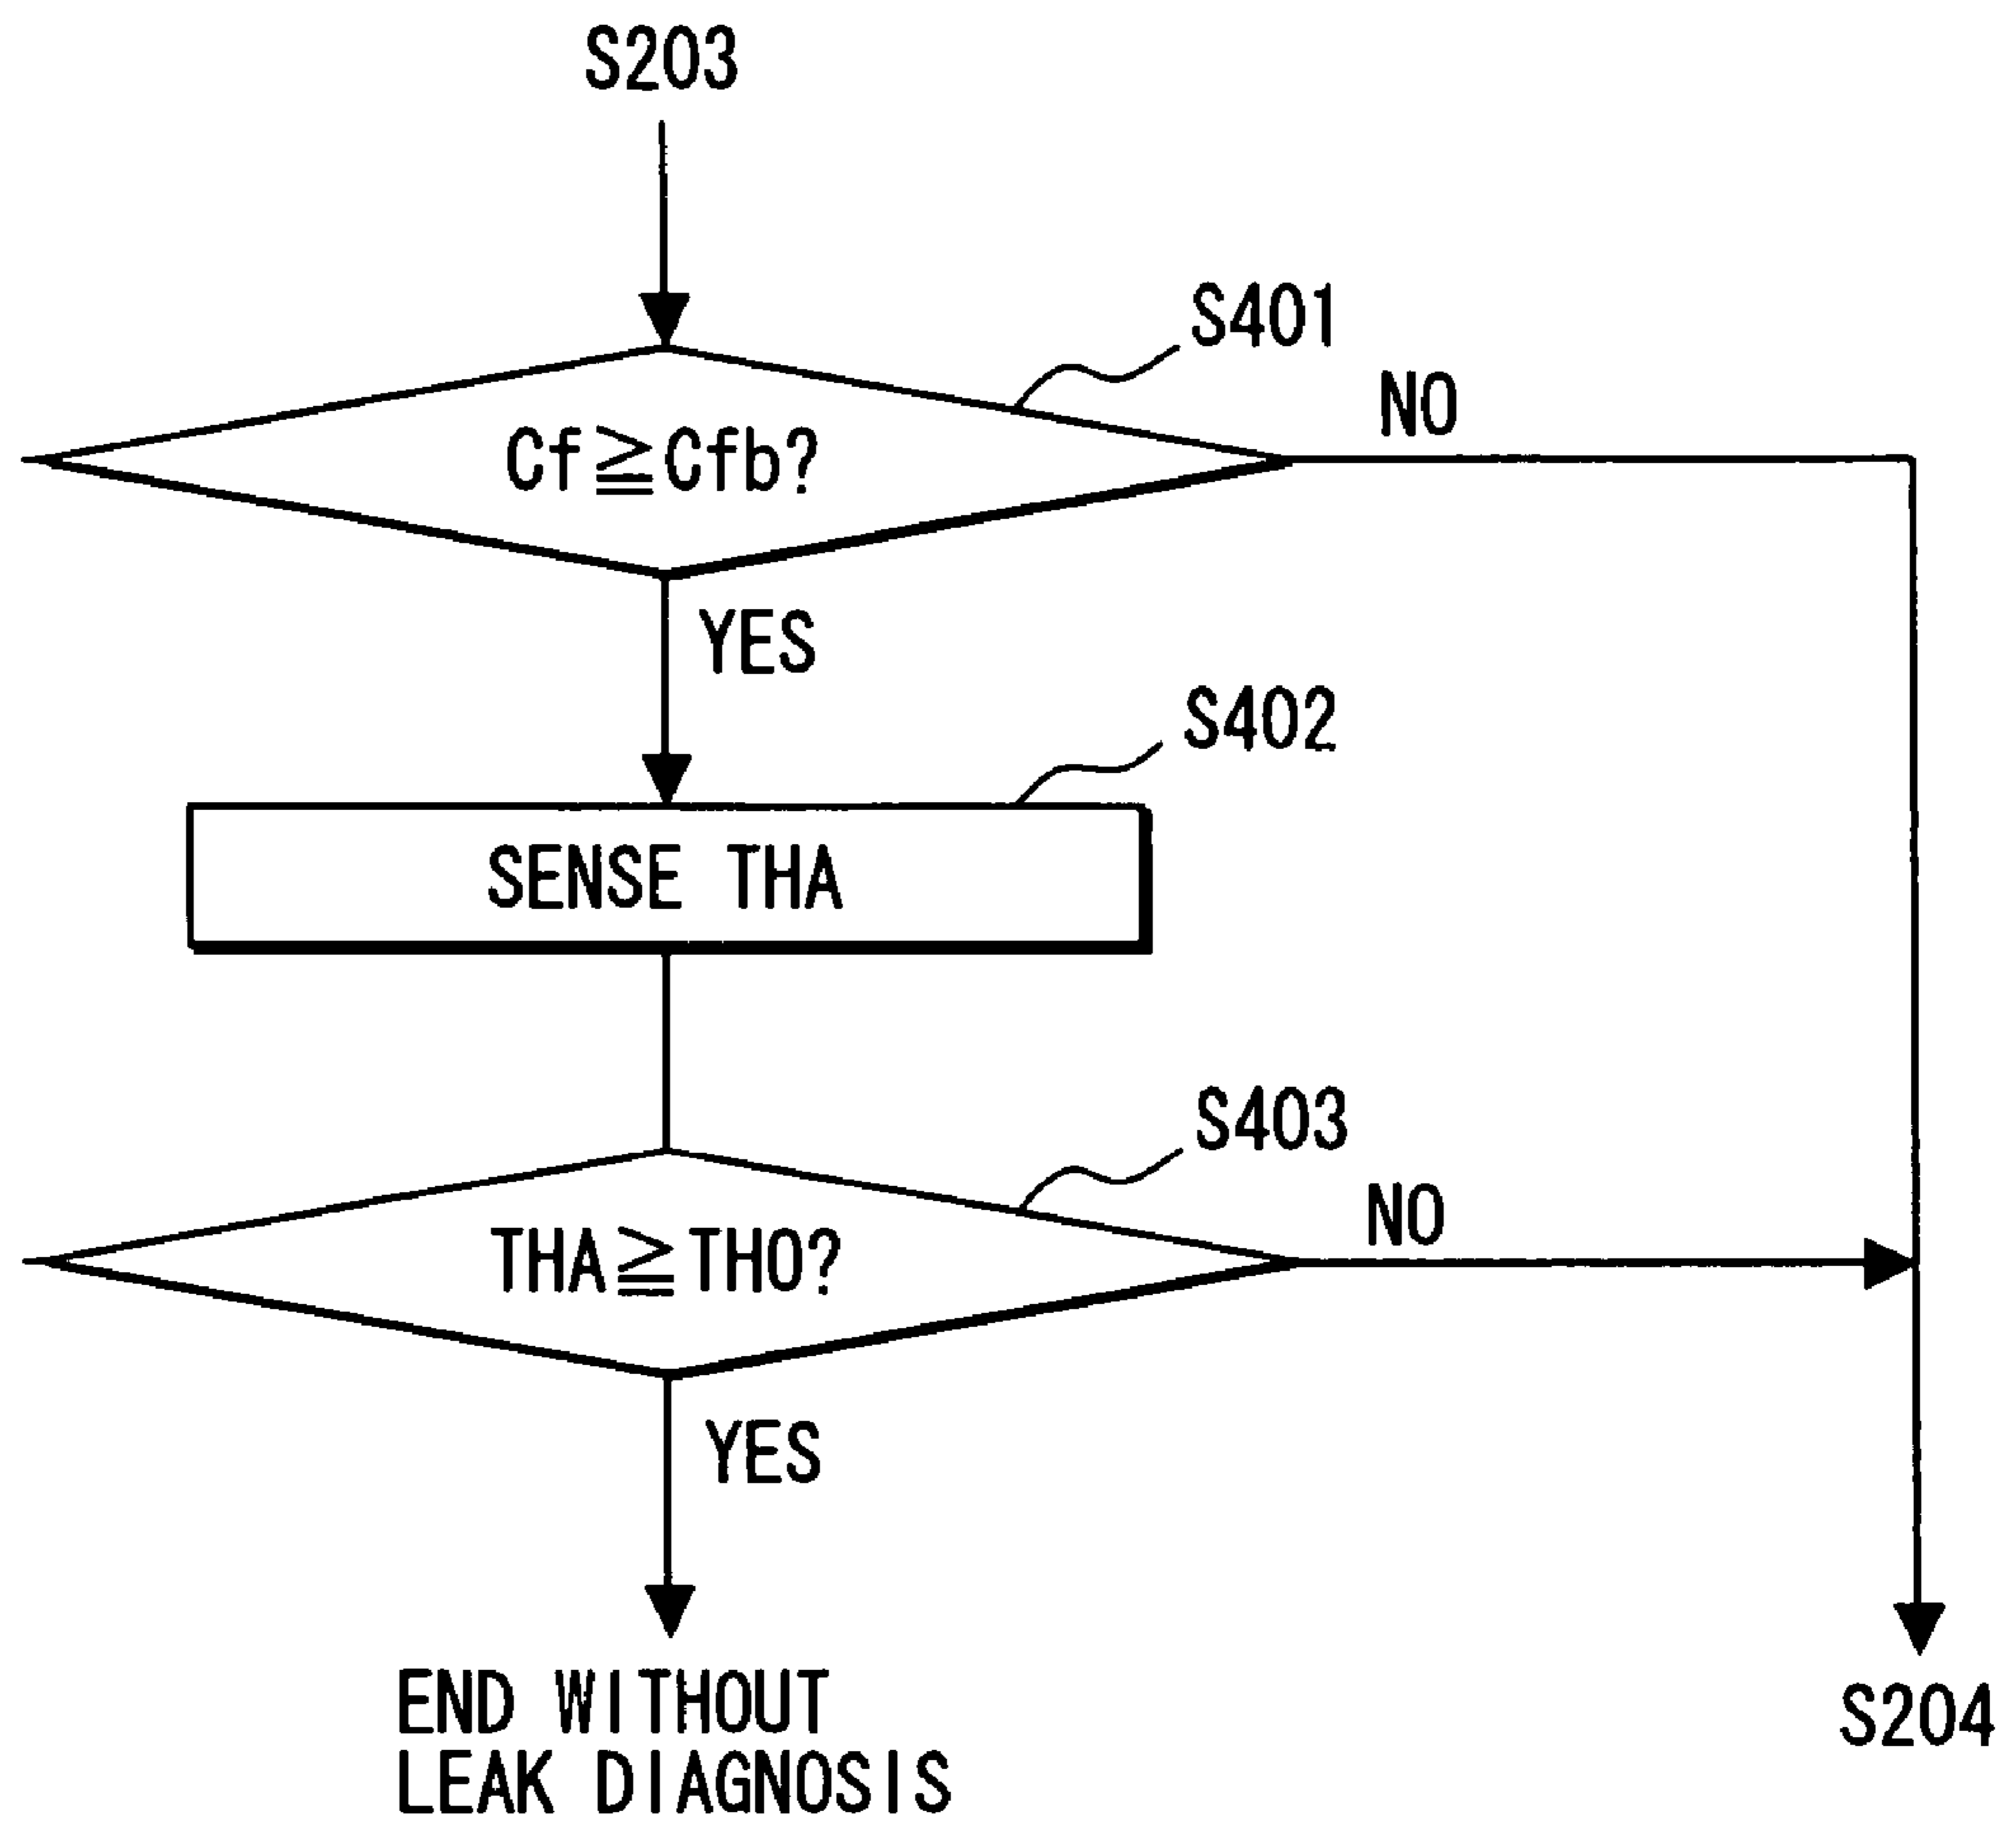 S203
S401
NO
Cf≧Cfb?
YES
S402
SENSE THA
S403
NO
THA≧THO?
YES
END WITHOUT
LEAK DIAGNOSIS
S204